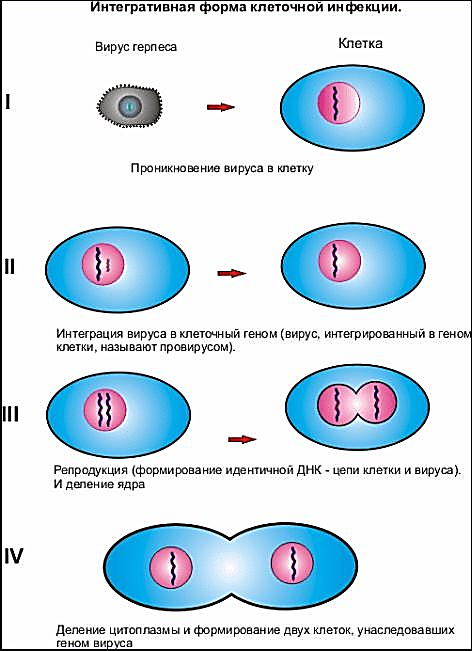 Интегративная форма клеточной инфекции.
Вирус герпеса
Клетка
I
Проникновение вируса в клетку
II
Интеграция вируса в клеточный геном (вирус, интегрированный в геном
клетки, называют провирусом).
III
Репродукция (формирование идентичной ДНК - цепи клетки и вируса).
И деление ядра
IV
Деление цитоплазмы и формирование двух клеток, унаследовавших
геном вируса